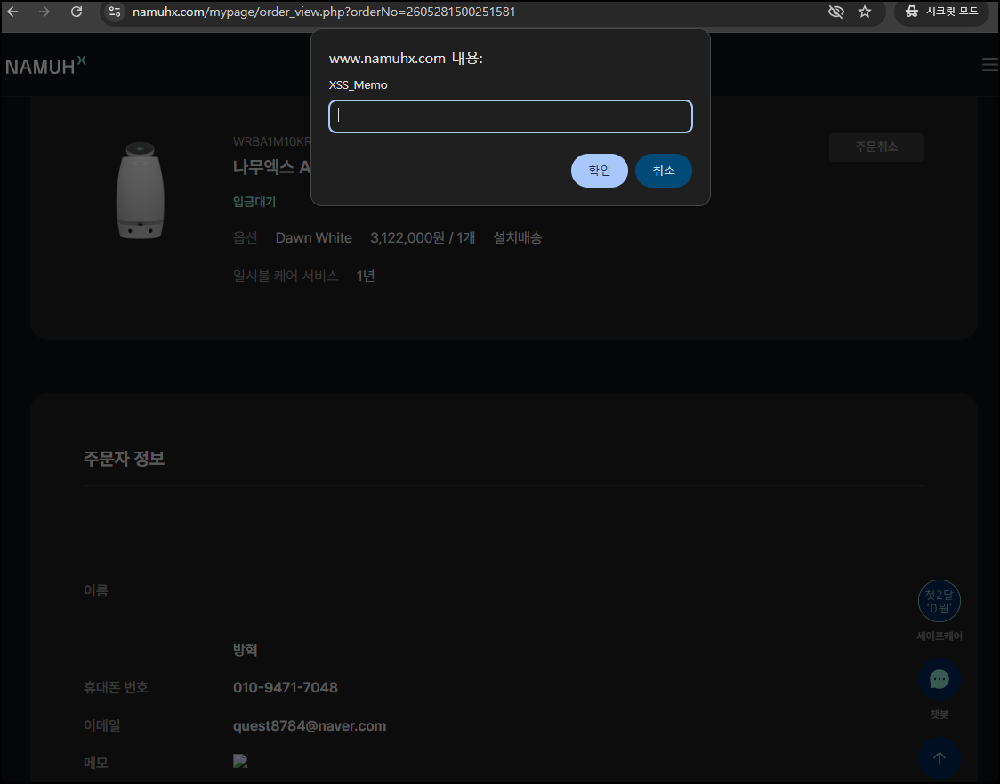 namuhx.com/mypage/order_view.php?orderNo=2605281500251581
시크릿 모드
NAMUHX
www.namuhx.com 내용:
XSS_Memo
확인
취소
WRBA1M10KR
나무엑스 A
주문취소
입금대기
옵션 Dawn White 3,122,000원 / 1개 설치배송
일시불 케어 서비스 1년
주문자 정보
이름
방혁
휴대폰 번호 010-9471-7048
이메일 quest8784@naver.com
메모
첫2달
'0원'
세이프케어
챗봇